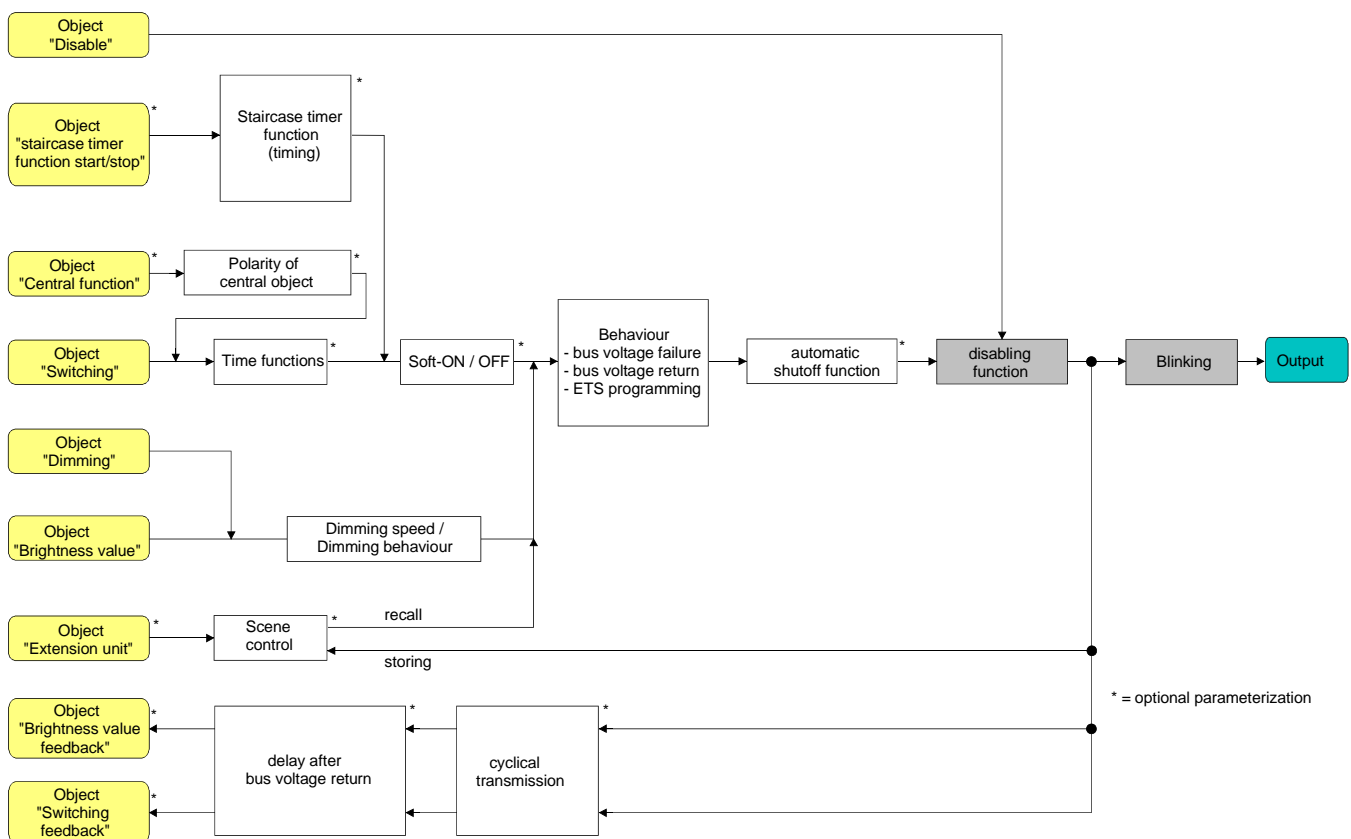 Object
"Disable"
*
*
Object
"staircase timer
function start/stop"
Staircase timer
function
(timing)
*
*
Object
"Central function"
Polarity of
central object
Object
"Switching"
Time functions
*
Soft-ON / OFF
*
Behaviour
- bus voltage failure
- bus voltage return
- ETS programming
automatic
shutoff function
*
disabling
function
Blinking
Output
Object
"Dimming"
Object
"Brightness value"
Dimming speed /
Dimming behaviour
*
Object
"Extension unit"
*
Scene
control
*
recall
storing
* = optional parameterization
Object
"Brightness value
feedback"
*
delay after
bus voltage return
*
cyclical
transmission
*
Object
"Switching
feedback"
*